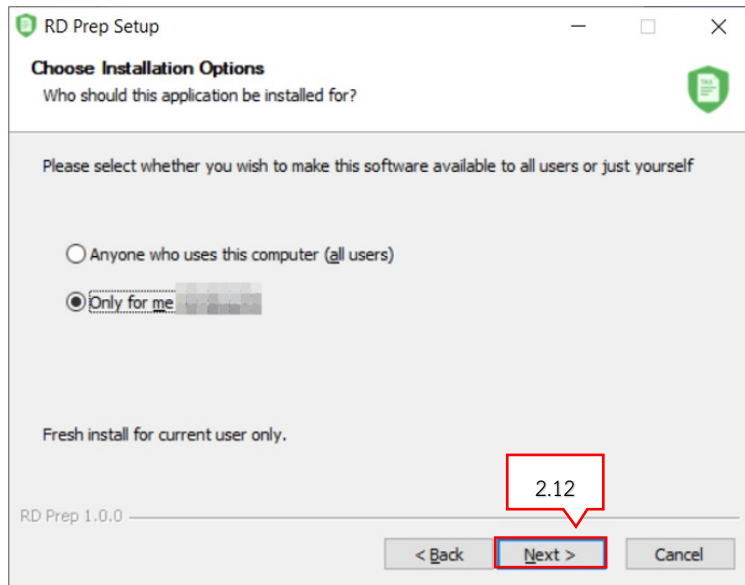 RD Prep Setup
Choose Installation Options
Who should this application be installed for?
TAX
Please select whether you wish to make this software available to all users or just yourself
Anyone who uses this computer (all users)
Only for me
Fresh install for current user only.
2.12
RD Prep 1.0.0
< Back Next > Cancel